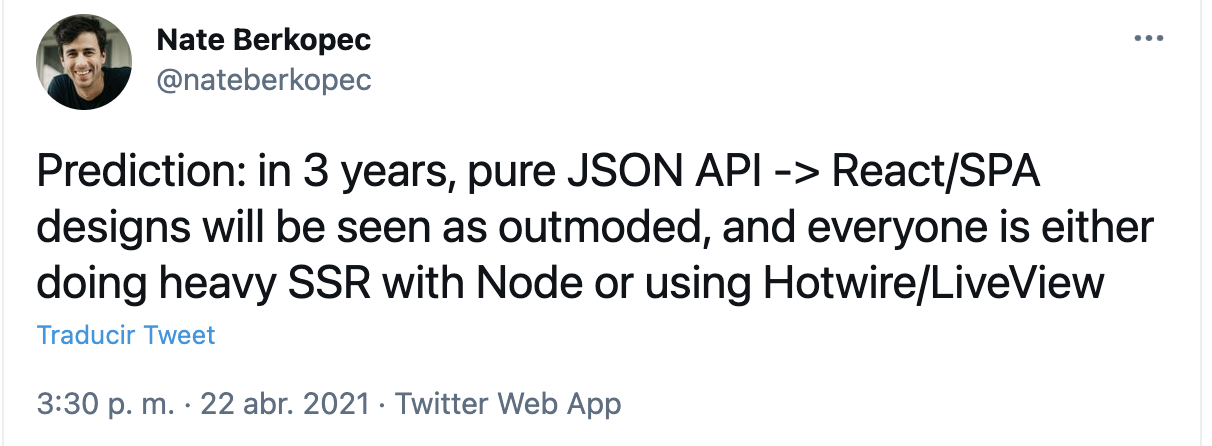 Nate Berkopec
@nateberkopec
Prediction: in 3 years, pure JSON API -> React/SPA
designs will be seen as outmoded, and everyone is either
doing heavy SSR with Node or using Hotwire/LiveView
Traducir Tweet
3:30 p. m. · 22 abr. 2021 · Twitter Web App